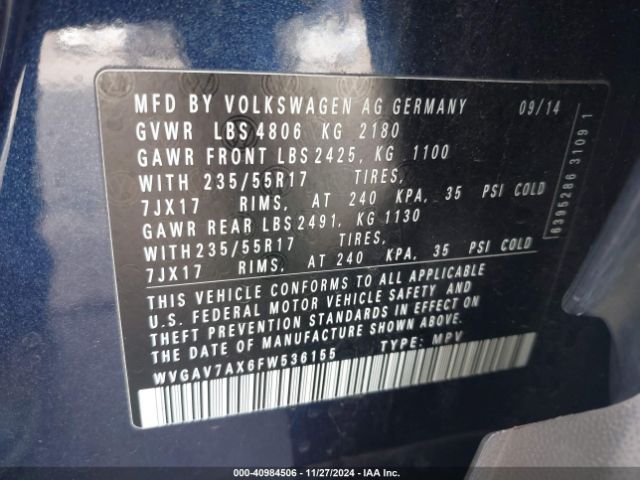 MFD BY VOLKSWAGEN AG GERMANY 09/14
GVWR LBS 4806 KG 2180
GAWR FRONT LBS 2425, KG 1100
WITH 235/55R17 TIRES,
7JX17 RIMS, AT 240 KPA, 35 PSI COLD
GAWR REAR LBS 2491, KG 1130
WITH 235/55R17 TIRES,
7JX17 RIMS, AT 240 KPA, 35 PSI COLD
THIS VEHICLE CONFORMS TO ALL APPLICABLE
U.S. FEDERAL MOTOR VEHICLE SAFETY AND
THEFT PREVENTION STANDARDS IN EFFECT ON
THE DATE OF MANUFACTURE SHOWN ABOVE.
WVGAV7AX6FW536155 TYPE: MPV
6395286 3109 1
000-40984506 — 11/27/2024 — IAA Inc.